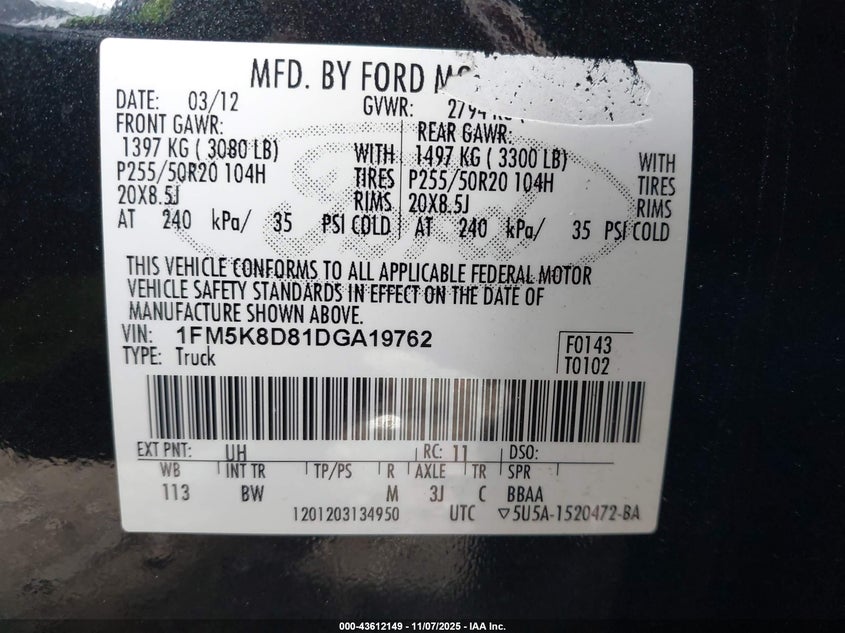 MFD. BY FORD
DATE: 03/12 GVWR: 2794 KG
FRONT GAWR: REAR GAWR:
1397 KG ( 3080 LB) WITH 1497 KG ( 3300 LB) WITH
P255/50R20 104H TIRES P255/50R20 104H TIRES
20X8.5J RIMS 20X8.5J RIMS
AT 240 kPa/ 35 PSI COLD AT 240 kPa/ 35 PSI COLD
THIS VEHICLE CONFORMS TO ALL APPLICABLE FEDERAL MOTOR
VEHICLE SAFETY STANDARDS IN EFFECT ON THE DATE OF
MANUFACTURE SHOWN ABOVE.
VIN: 1FM5K8D81DGA19762 F0143
TYPE: Truck T0102
EXT PNT: UH RC: 11 DSO:
WB INT TR TP/PS R AXLE TR SPR
113 BW M 3J C BBAA
1201203134950 UTC ▽5U5A-1520472-BA
000-43612149 - 11/07/2025 - IAA Inc.